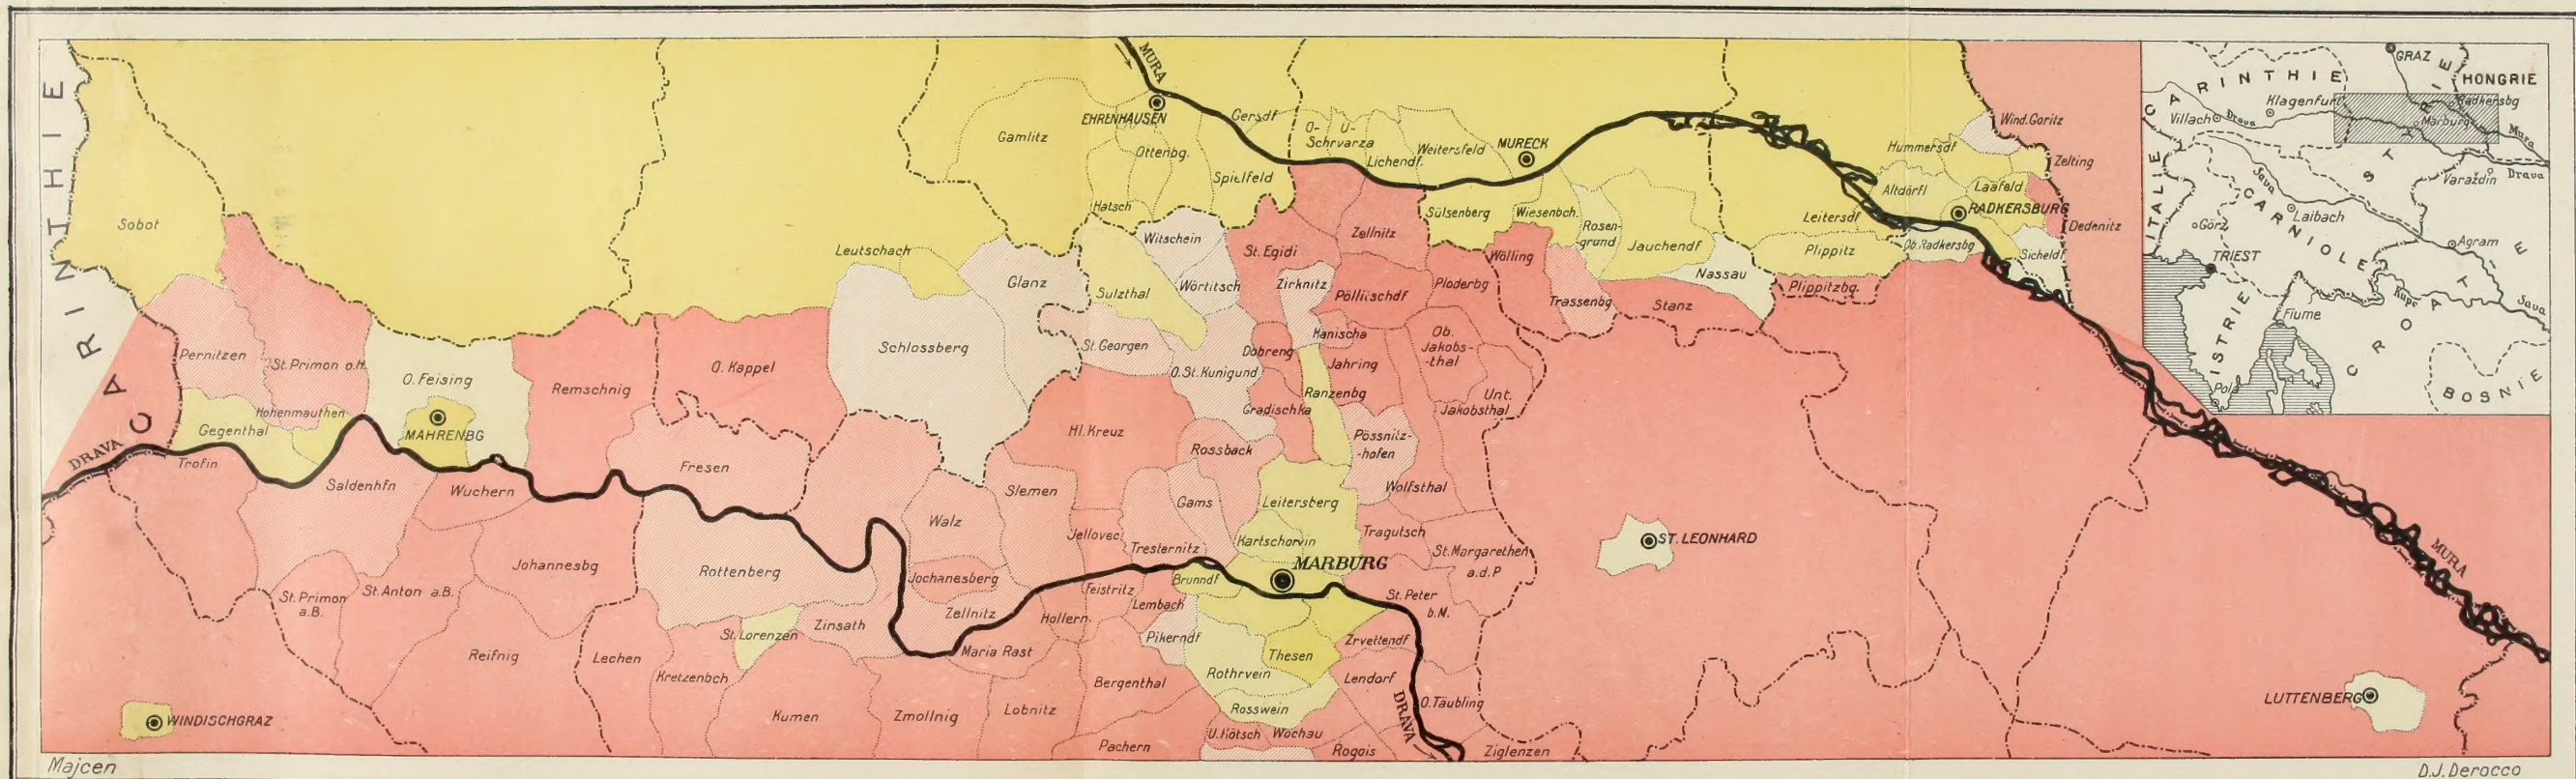 CARINTHIE
MURA
EHRENHAUSEN
Gamlitz
Ottenbg.
Gersdf
O-
Schrvarza
U-
Lichendf.
Weitersfeld
MURECK
Spielfeld
Hatsch
Sobot
Leutschach
Glanz
Witschein
Wörtitsch
Sulzthal
St. Egidi
Zellnitz
Zirknitz
Sülsenberg
Wiesenbch.
Rosen-
grund
Jauchendf
Nassau
Wölling
Ploderbg
Pöllitschdf
Trassenbg.
Stanz
Plippitzbg.
Plippitz
Leitersdf
Altdörfl
Hummersdf
Laafeld
RADKERSBURG
Ob. Radkersbg
Sicheldf
Dedenitz
Zelting
Wind. Goritz
Pernitzen
St. Primon o.H.
O. Feising
Remschnig
O. Kappel
Schlossberg
St. Georgen
O. St. Kunigund
Dobreng
Kanischa
Jahring
Ranzenbg
Ob.
Jakobs-
-thal
Unt.
Jakobsthal
Gradischka
Hohenmauthen
Gegenthal
MAHRENBG
Hl. Kreuz
Rossback
Pössnitz-
-hofen
DRAVA
Trofin
Saldenhfn
Wuchern
Fresen
Slemen
Gams
Leitersberg
Wolfsthal
Walz
Jellovec
Tresternitz
Kartschorvin
Tragutsch
St. Margarethen
a.d.P
ST. LEONHARD
Johannesbg
Rottenberg
Jochanesberg
Feistritz
Brunndf
MARBURG
St. Primon
a.B.
St. Anton a.B.
Zellnitz
Hollern
Lembach
St. Peter
b.M.
St. Lorenzen
Zinsath
Pikerndf
Zrvettendf
Reifnig
Lechen
Kretzenbch
Maria Rast
Thesen
Rothrvein
Lendorf
Bergenthal
Rosswein
O. Täubling
WINDISCHGRAZ
Kumen
Zmollnig
Lobnitz
U. Kötsch
Wochau
Pachern
Rogois
DRAVA
Ziglenzen
MURA
LUTTENBERG
GRAZ
CARINTHIE
STYRIE
HONGRIE
Klagenfurt
Radkersbg
Villach
Drava
Marburg
Mura
Varaždin
Drava
ITALIE
Sava
CARNIOLE
Laibach
Görz
Agram
TRIEST
Kupa
Sava
ISTRIE
Fiume
CROATIE
Pola
BOSNIE
Majcen
D.J. Derocco